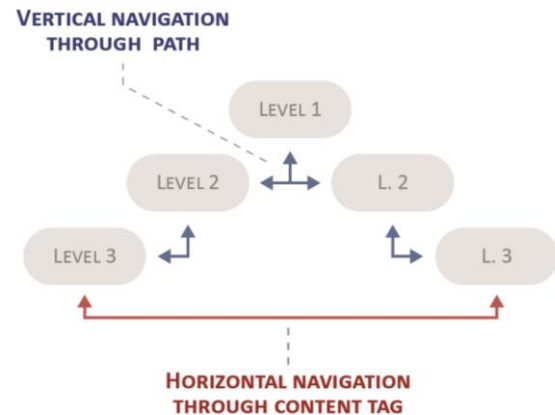 VERTICAL NAVIGATION
THROUGH PATH
LEVEL 1
LEVEL 2
L. 2
LEVEL 3
L. 3
HORIZONTAL NAVIGATION
THROUGH CONTENT TAG